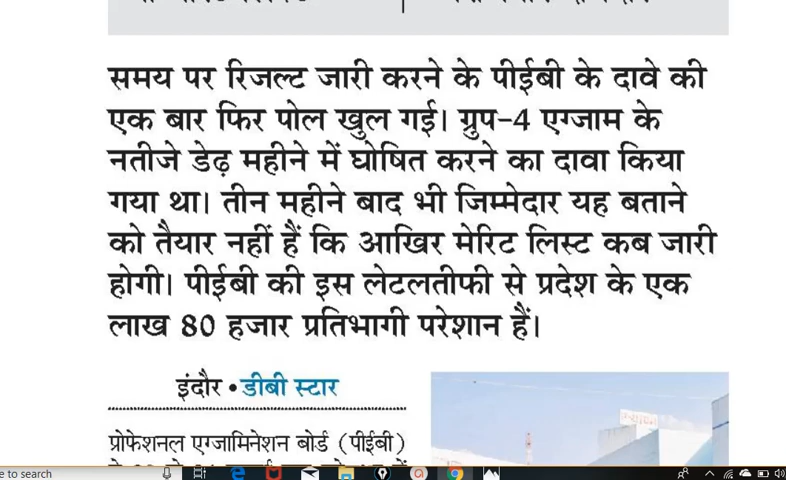 समय पर रिजल्ट जारी करने के पीईबी के दावे की
एक बार फिर पोल खुल गई। ग्रुप-4 एग्जाम के
नतीजे डेढ़ महीने में घोषित करने का दावा किया
गया था। तीन महीने बाद भी जिम्मेदार यह बताने
को तैयार नहीं हैं कि आखिर मेरिट लिस्ट कब जारी
होगी। पीईबी की इस लेटलतीफी से प्रदेश के एक
लाख 80 हजार प्रतिभागी परेशान हैं।
इंदौर • डीबी स्टार
प्रोफेशनल एग्जामिनेशन बोर्ड (पीईबी)
e to search